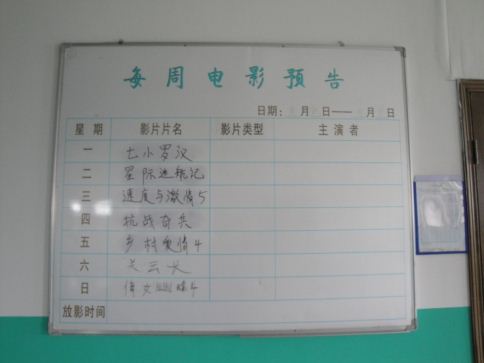 每周电影预告
日期： 月 日—— 月 日
星期 影片片名 影片类型 主演者
一 七小罗汉
二 星际迷航记
三 速度与激情5
四 抗战奇兵
五 乡村爱情4
六 关云长
日 倩女
放影时间